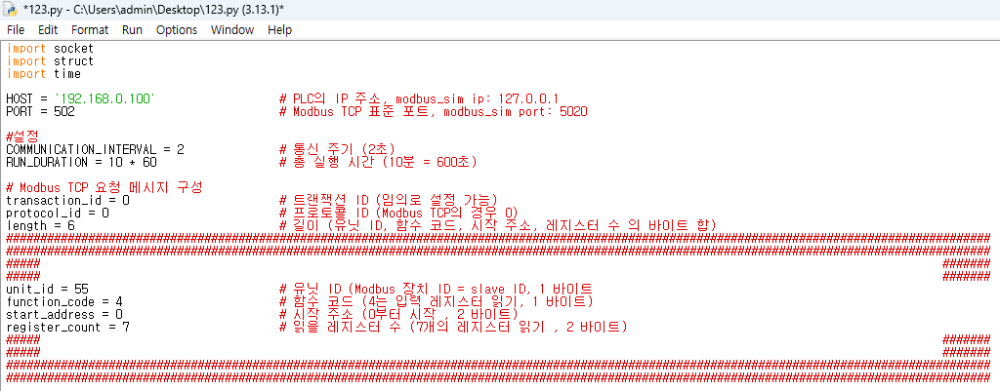 *123.py - C:\Users\admin\Desktop\123.py (3.13.1)*
File Edit Format Run Options Window Help
import socket
import struct
import time
HOST = '192.168.0.100' # PLC의 IP 주소, modbus_sim ip: 127.0.0.1
PORT = 502 # Modbus TCP 표준 포트, modbus_sim port: 5020
#설정
COMMUNICATION_INTERVAL = 2 # 통신 주기 (2초)
RUN_DURATION = 10 * 60 # 총 실행 시간 (10분 = 600초)
# Modbus TCP 요청 메시지 구성
transaction_id = 0 # 트랜잭션 ID (임의로 설정 가능)
protocol_id = 0 # 프로토콜 ID (Modbus TCP의 경우 0)
length = 6 # 길이 (유닛 ID, 함수 코드, 시작 주소, 레지스터 수 의 바이트 합)
unit_id = 55 # 유닛 ID (Modbus 장치 ID = slave ID, 1 바이트
function_code = 4 # 함수 코드 (4는 입력 레지스터 읽기, 1 바이트)
start_address = 0 # 시작 주소 (0부터 시작 , 2 바이트)
register_count = 7 # 읽을 레지스터 수 (7개의 레지스터 읽기 , 2 바이트)